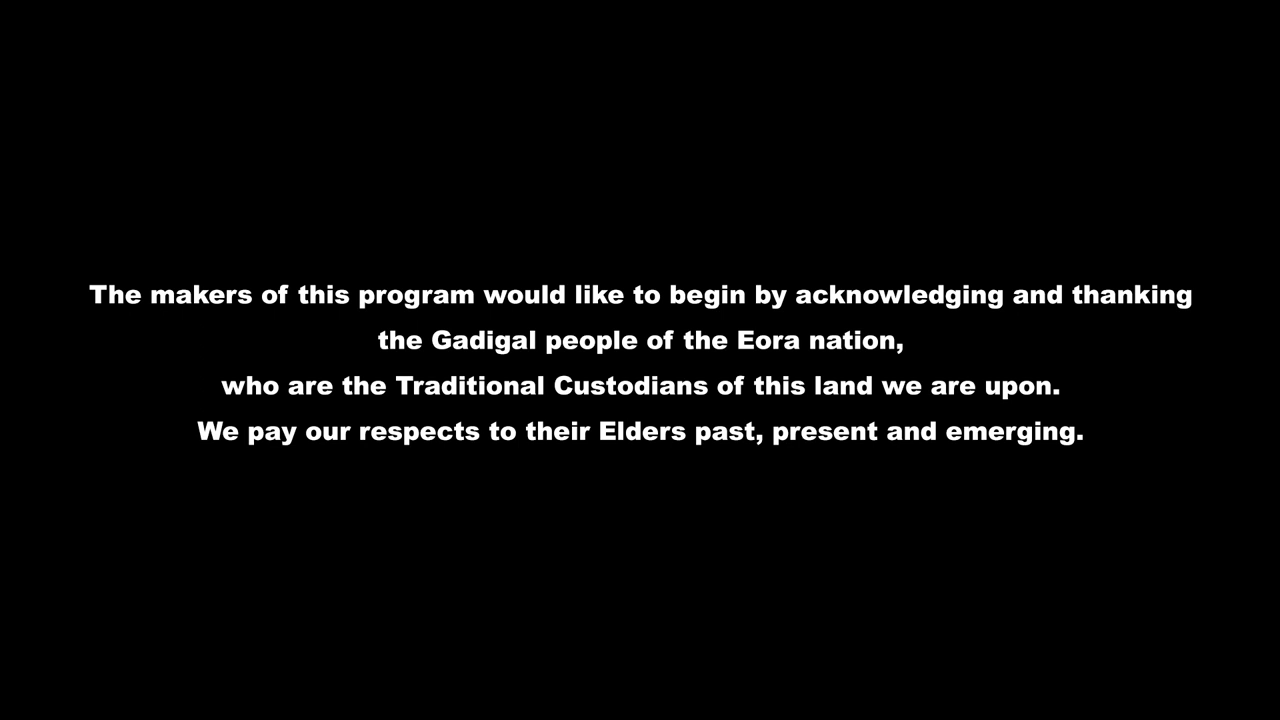 The makers of this program would like to begin by acknowledging and thanking
the Gadigal people of the Eora nation,
who are the Traditional Custodians of this land we are upon.
We pay our respects to their Elders past, present and emerging.